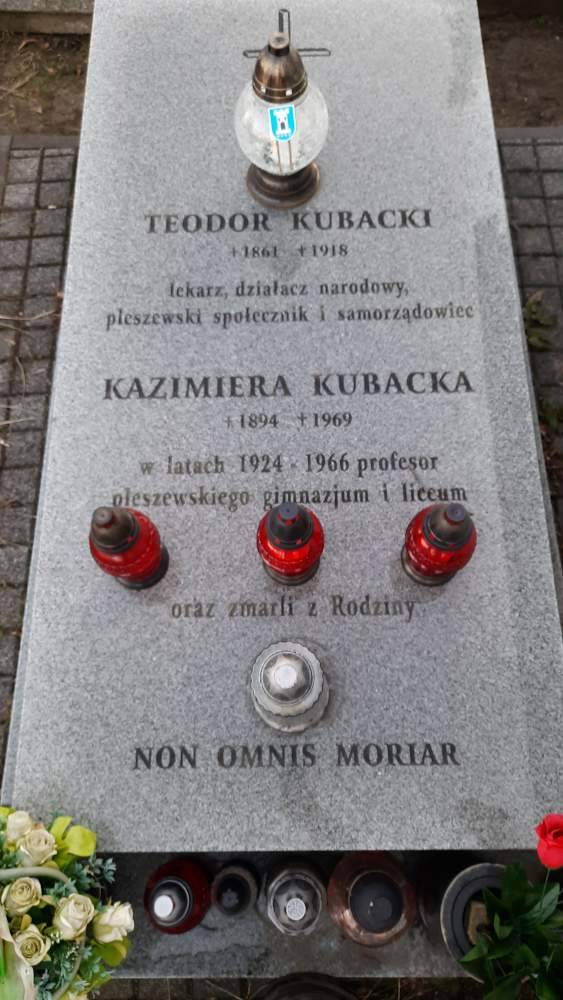 TEODOR KUBACKI
*1861 †1918
lekarz, działacz narodowy,
pleszewski społecznik i samorządowiec
KAZIMIERA KUBACKA
*1894 †1969
w latach 1924 - 1966 profesor
pleszewskiego gimnazjum i liceum
oraz zmarli z Rodziny
NON OMNIS MORIAR